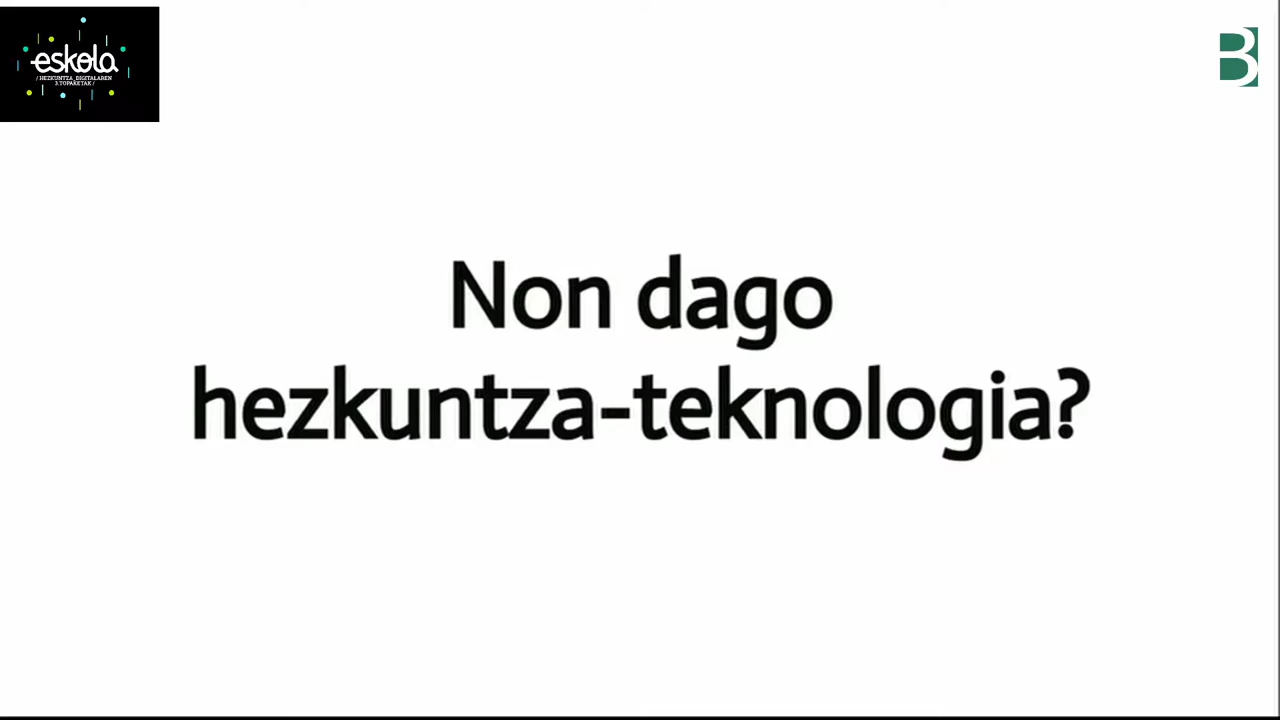 eskola
/ HEZKUNTZA_DIGITALAREN
3.TOPAKETAK /
B
Non dago
hezkuntza-teknologia?